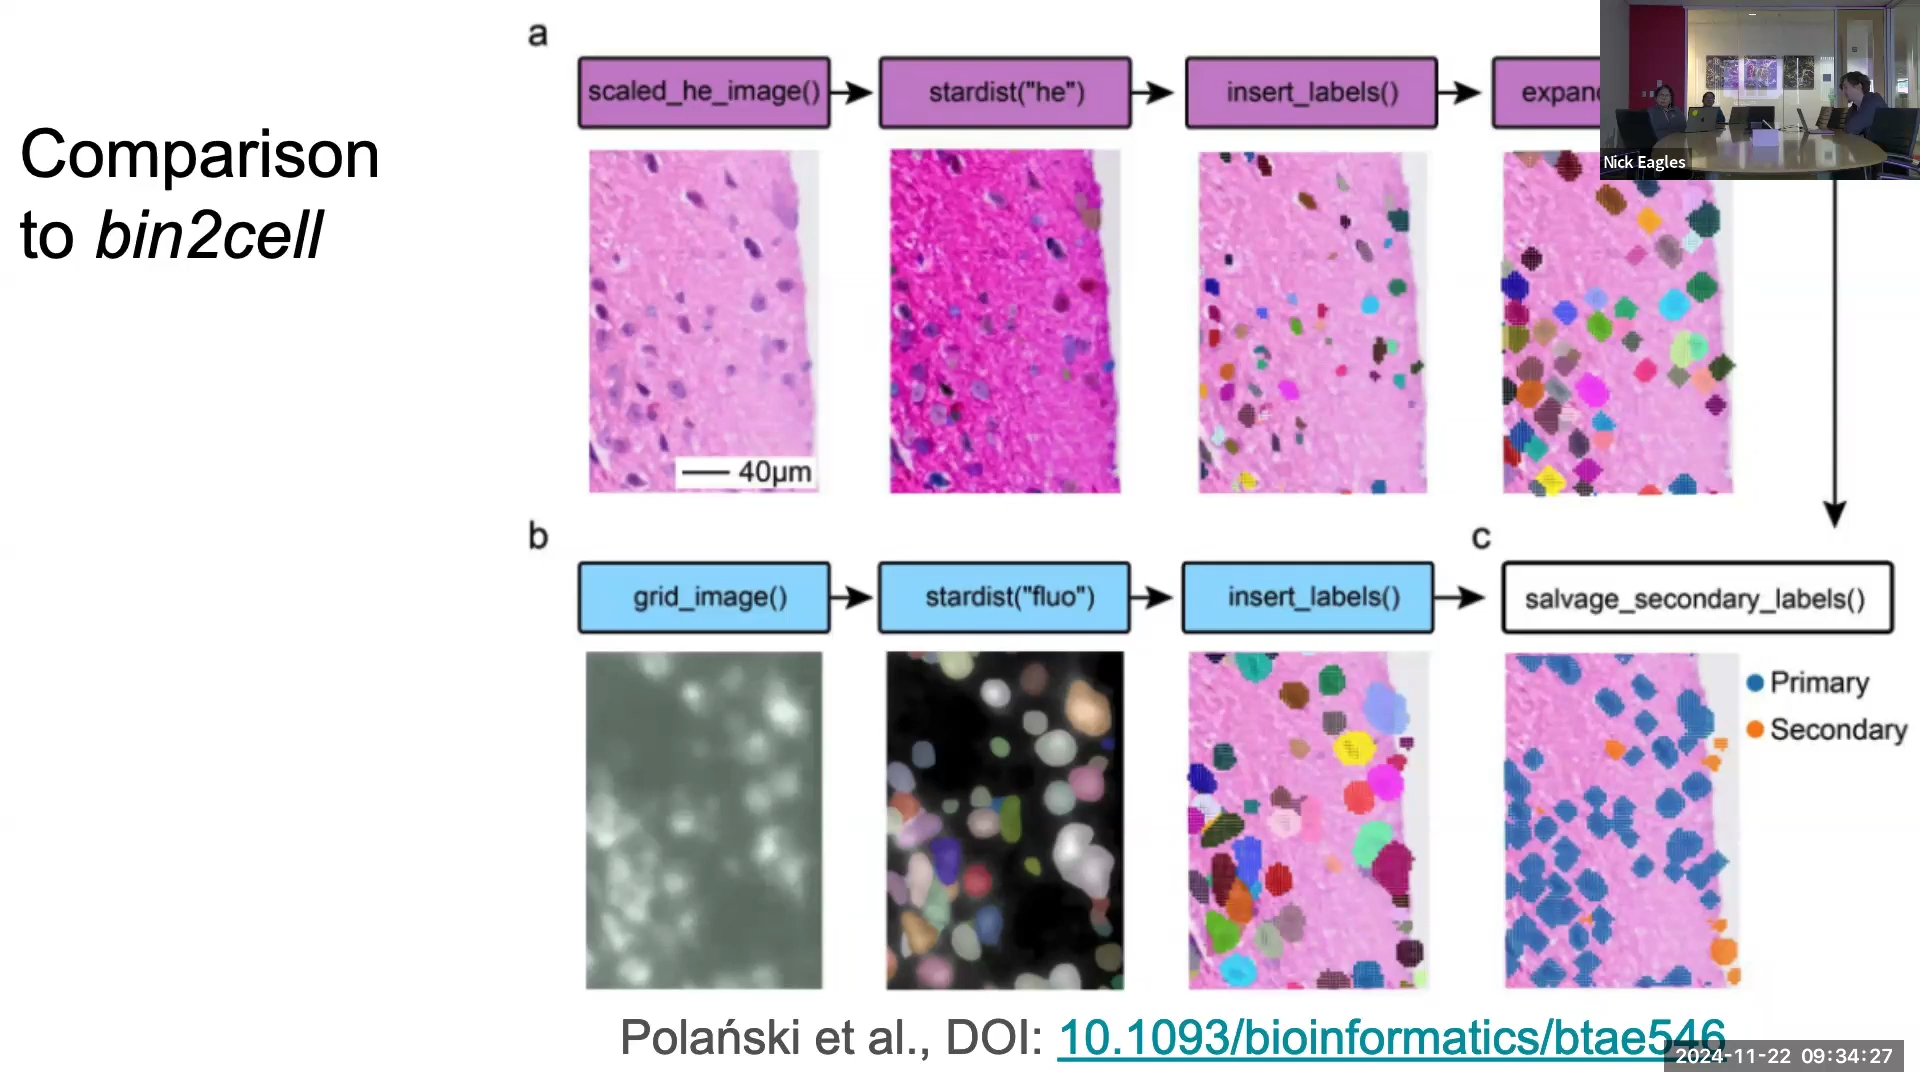 Comparison
to bin2cell
a
scaled_he_image()
stardist("he")
insert_labels()
Nick Eagles
40μm
b
c
grid_image()
stardist("fluo")
insert_labels()
salvage_secondary_labels()
Primary
Secondary
Polański et al., DOI: 10.1093/bioinformatics/btae546
2024-11-22 09:34:27